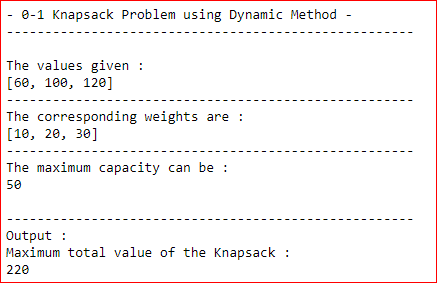 - 0-1 Knapsack Problem using Dynamic Method -
------------------------------------------------------
The values given :
[60, 100, 120]
------------------------------------------------------
The corresponding weights are :
[10, 20, 30]
------------------------------------------------------
The maximum capacity can be :
50
------------------------------------------------------
Output :
Maximum total value of the Knapsack :
220